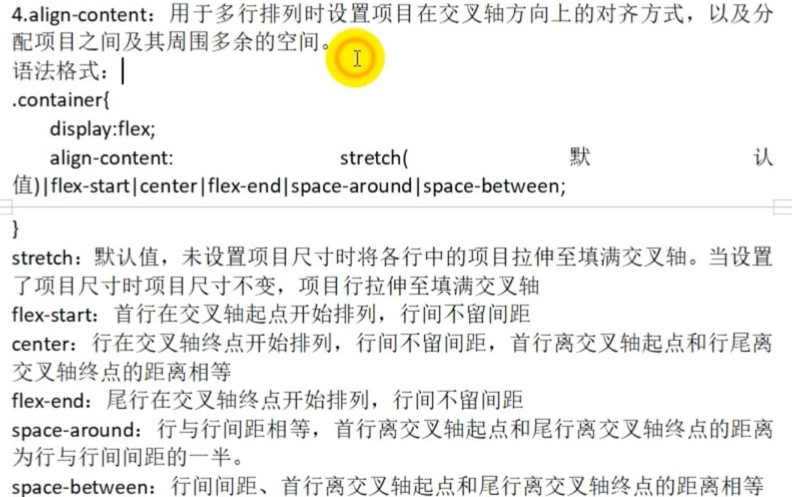 4.align-content：用于多行排列时设置项目在交叉轴方向上的对齐方式，以及分
配项目之间及其周围多余的空间。
语法格式：
.container{
display:flex;
align-content: stretch( 默 认
值)|flex-start|center|flex-end|space-around|space-between;
}
stretch：默认值，未设置项目尺寸时将各行中的项目拉伸至填满交叉轴。当设置
了项目尺寸时项目尺寸不变，项目行拉伸至填满交叉轴
flex-start：首行在交叉轴起点开始排列，行间不留间距
center：行在交叉轴终点开始排列，行间不留间距，首行离交叉轴起点和行尾离
交叉轴终点的距离相等
flex-end：尾行在交叉轴终点开始排列，行间不留间距
space-around：行与行间距相等，首行离交叉轴起点和尾行离交叉轴终点的距离
为行与行间间距的一半。
space-between：行间间距、首行离交叉轴起点和尾行离交叉轴终点的距离相等